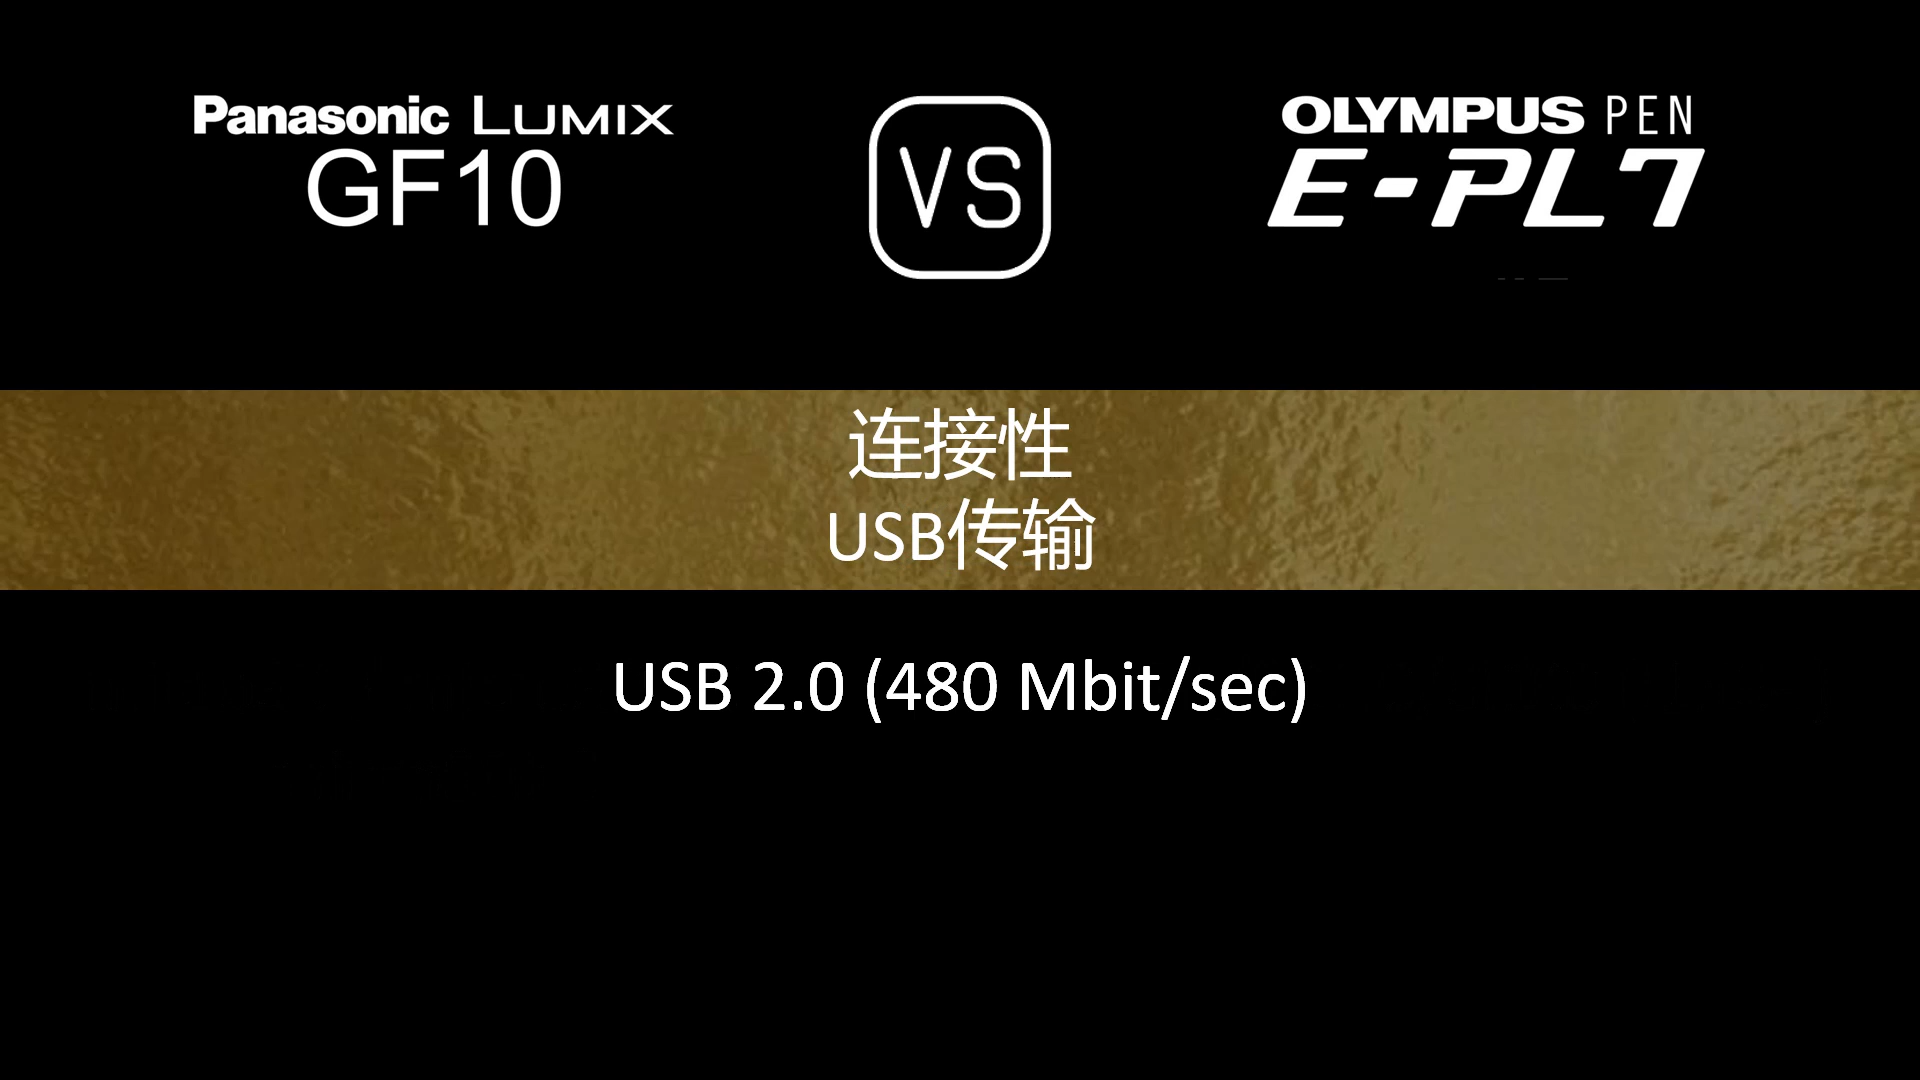 Panasonic LUMIX
GF10
VS
OLYMPUS PEN
E-PL7
连接性
USB传输
USB 2.0 (480 Mbit/sec)